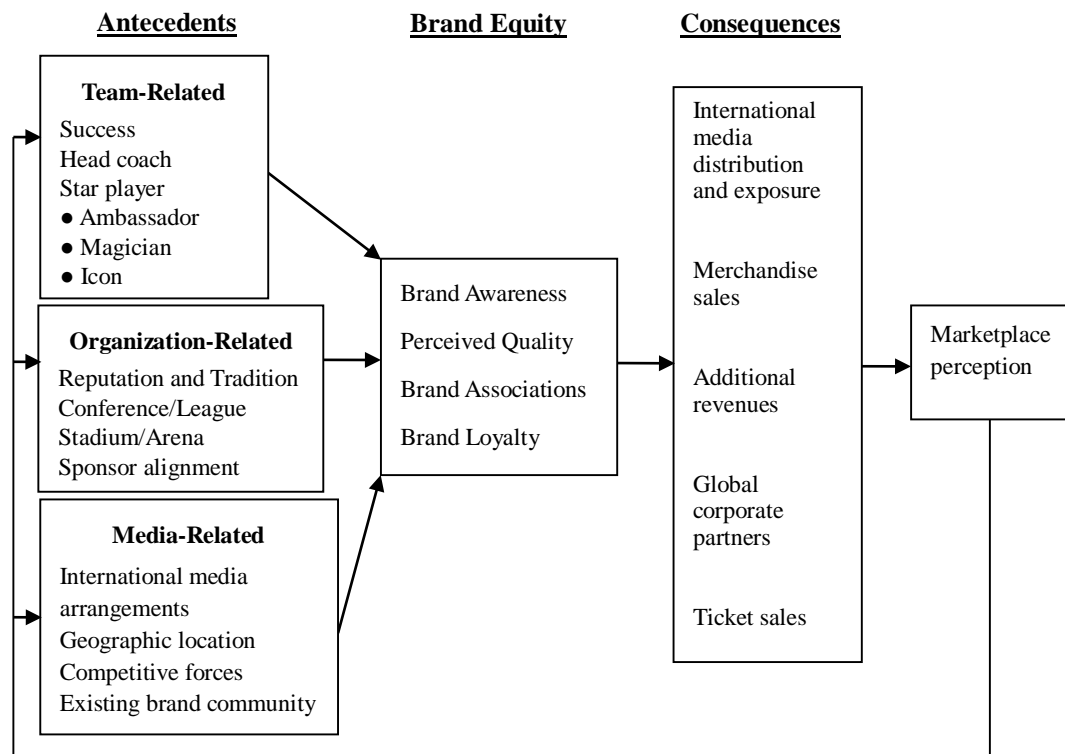 Antecedents
Brand Equity
Consequences
Team-Related
Success
Head coach
Star player
● Ambassador
● Magician
● Icon
Organization-Related
Reputation and Tradition
Conference/League
Stadium/Arena
Sponsor alignment
Media-Related
International media
arrangements
Geographic location
Competitive forces
Existing brand community
Brand Awareness
Perceived Quality
Brand Associations
Brand Loyalty
International
media
distribution
and exposure
Merchandise
sales
Additional
revenues
Global
corporate
partners
Ticket sales
Marketplace
perception